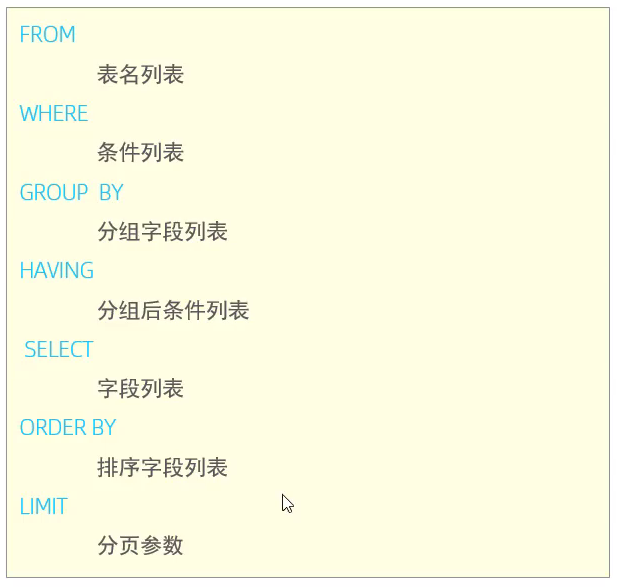 FROM
表名列表
WHERE
条件列表
GROUP BY
分组字段列表
HAVING
分组后条件列表
SELECT
字段列表
ORDER BY
排序字段列表
LIMIT
分页参数